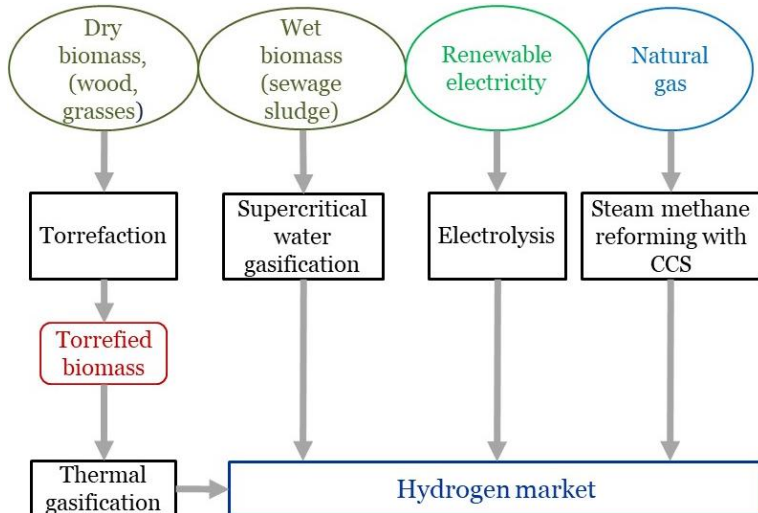 Dry
biomass,
(wood,
grasses)
Wet
biomass
(sewage
sludge)
Renewable
electricity
Natural
gas
Torrefaction
Supercritical
water
gasification
Electrolysis
Steam methane
reforming with
CCS
Torrefied
biomass
Thermal
gasification
Hydrogen market